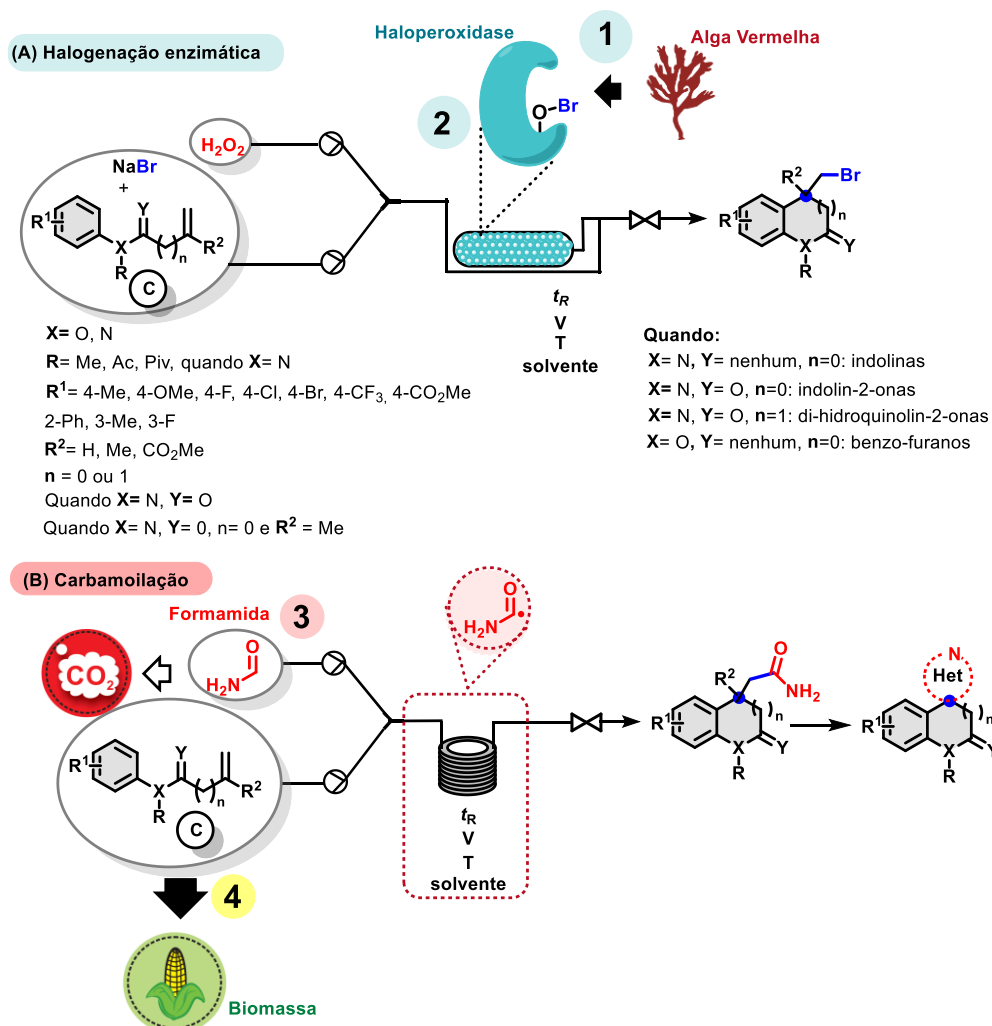 (A) Halogenação enzimática
Haloperoxidase
1
Alga Vermelha
O
Br
2
H2O2
NaBr
+
R1
Y
X
R
n
R2
C
R2
Br
R1
n
X
Y
R
tR
V
T
solvente
X= O, N
R= Me, Ac, Piv, quando X= N
R1= 4-Me, 4-OMe, 4-F, 4-Cl, 4-Br, 4-CF3, 4-CO2Me
2-Ph, 3-Me, 3-F
R2= H, Me, CO2Me
n = 0 ou 1
Quando X= N, Y= O
Quando X= N, Y= 0, n= 0 e R2 = Me
Quando:
X= N, Y= nenhum, n=0: indolinas
X= N, Y= O, n=0: indolin-2-onas
X= N, Y= O, n=1: di-hidroquinolin-2-onas
X= O, Y= nenhum, n=0: benzo-furanos
(B) Carbamoilação
Formamida
3
CO2
O
H2N
O
H2N
R1
Y
X
R
n
R2
C
tR
V
T
solvente
O
R2
NH2
R1
n
X
Y
R
N
Het
R1
n
X
Y
R
4
Biomassa